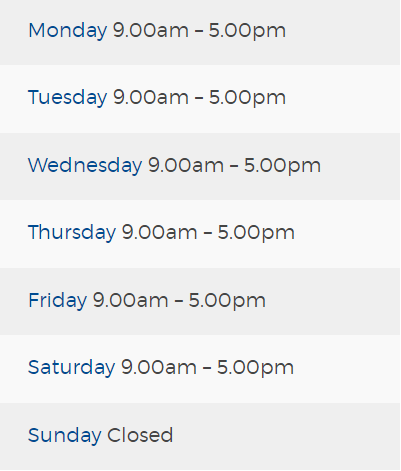 Monday 9.00am – 5.00pm
Tuesday 9.00am – 5.00pm
Wednesday 9.00am – 5.00pm
Thursday 9.00am – 5.00pm
Friday 9.00am – 5.00pm
Saturday 9.00am – 5.00pm
Sunday Closed